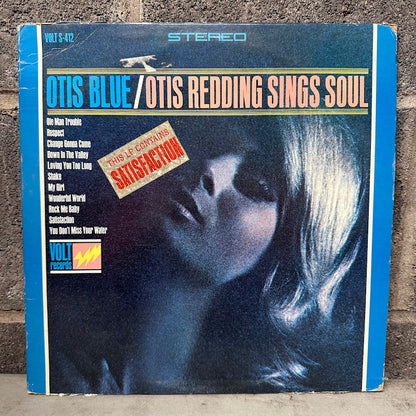 VOLT S-412
STEREO
OTIS BLUE/OTIS REDDING SINGS SOUL
Ole Man Trouble
Respect
Change Gonna Come
Down In The Valley
Loving You Too Long
Shake
My Girl
Wonderful World
Rock Me Baby
Satisfaction
You Don't Miss Your Water
THIS LP CONTAINS
SATISFACTION
VOLT
records